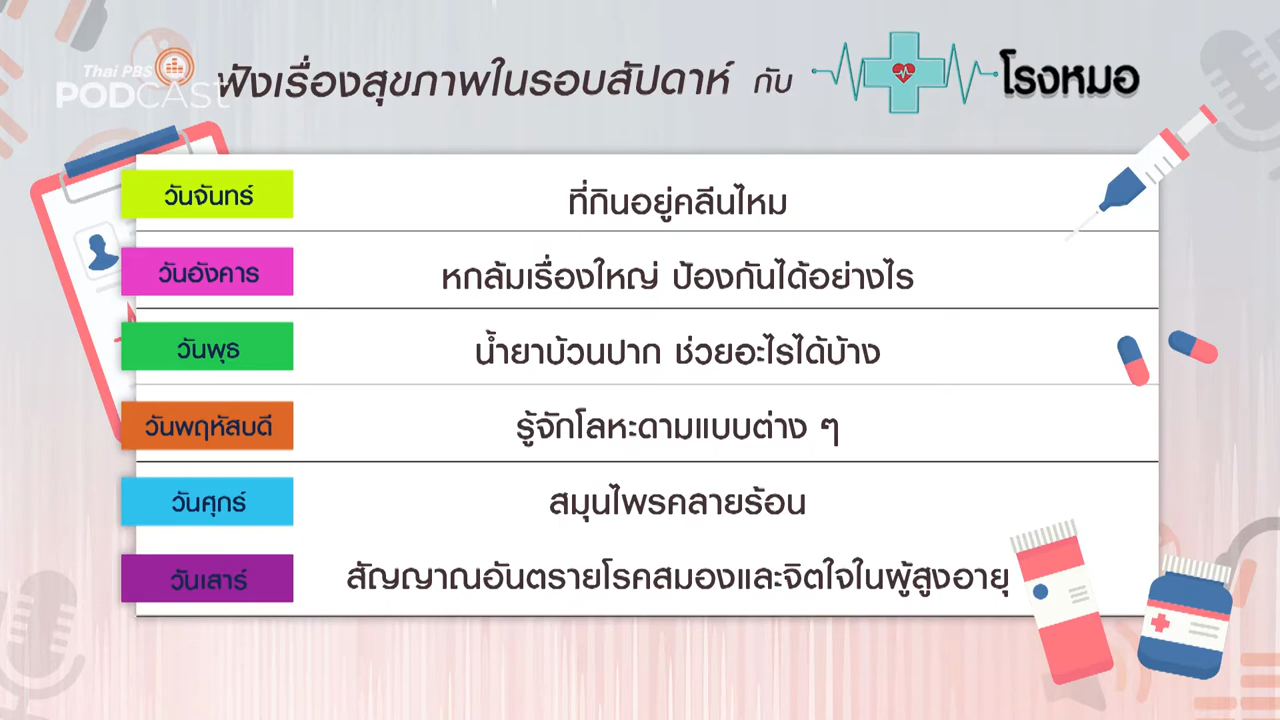 Thai PBS
PODCAST
ฟังเรื่องสุขภาพในรอบสัปดาห์ กับ โรงหมอ
วันจันทร์ ที่กินอยู่คลีนไหม
วันอังคาร หกล้มเรื่องใหญ่ ป้องกันได้อย่างไร
วันพุธ น้ำยาบ้วนปาก ช่วยอะไรได้บ้าง
วันพฤหัสบดี รู้จักโลหะดามแบบต่าง ๆ
วันศุกร์ สมุนไพรคลายร้อน
วันเสาร์ สัญญาณอันตรายโรคสมองและจิตใจในผู้สูงอายุ